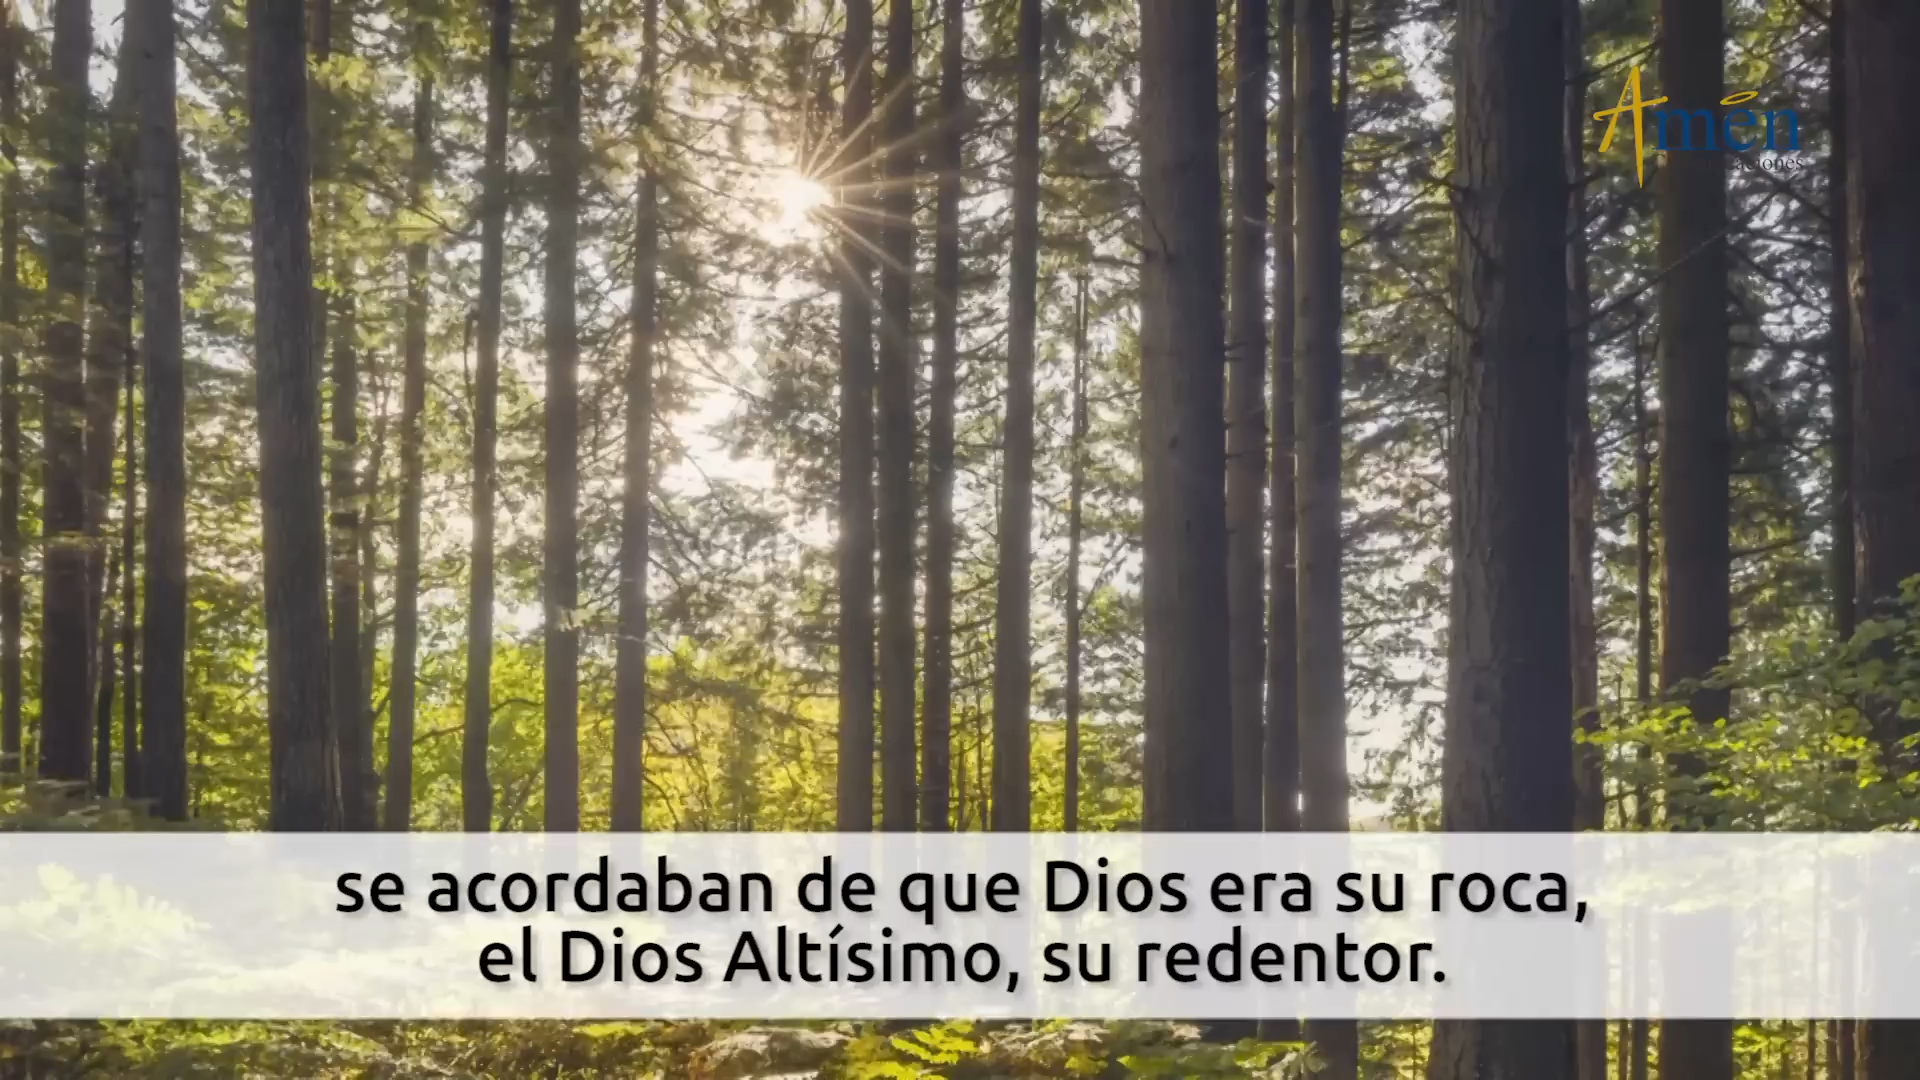 Amén
se acordaban de que Dios era su roca,
el Dios Altísimo, su redentor.